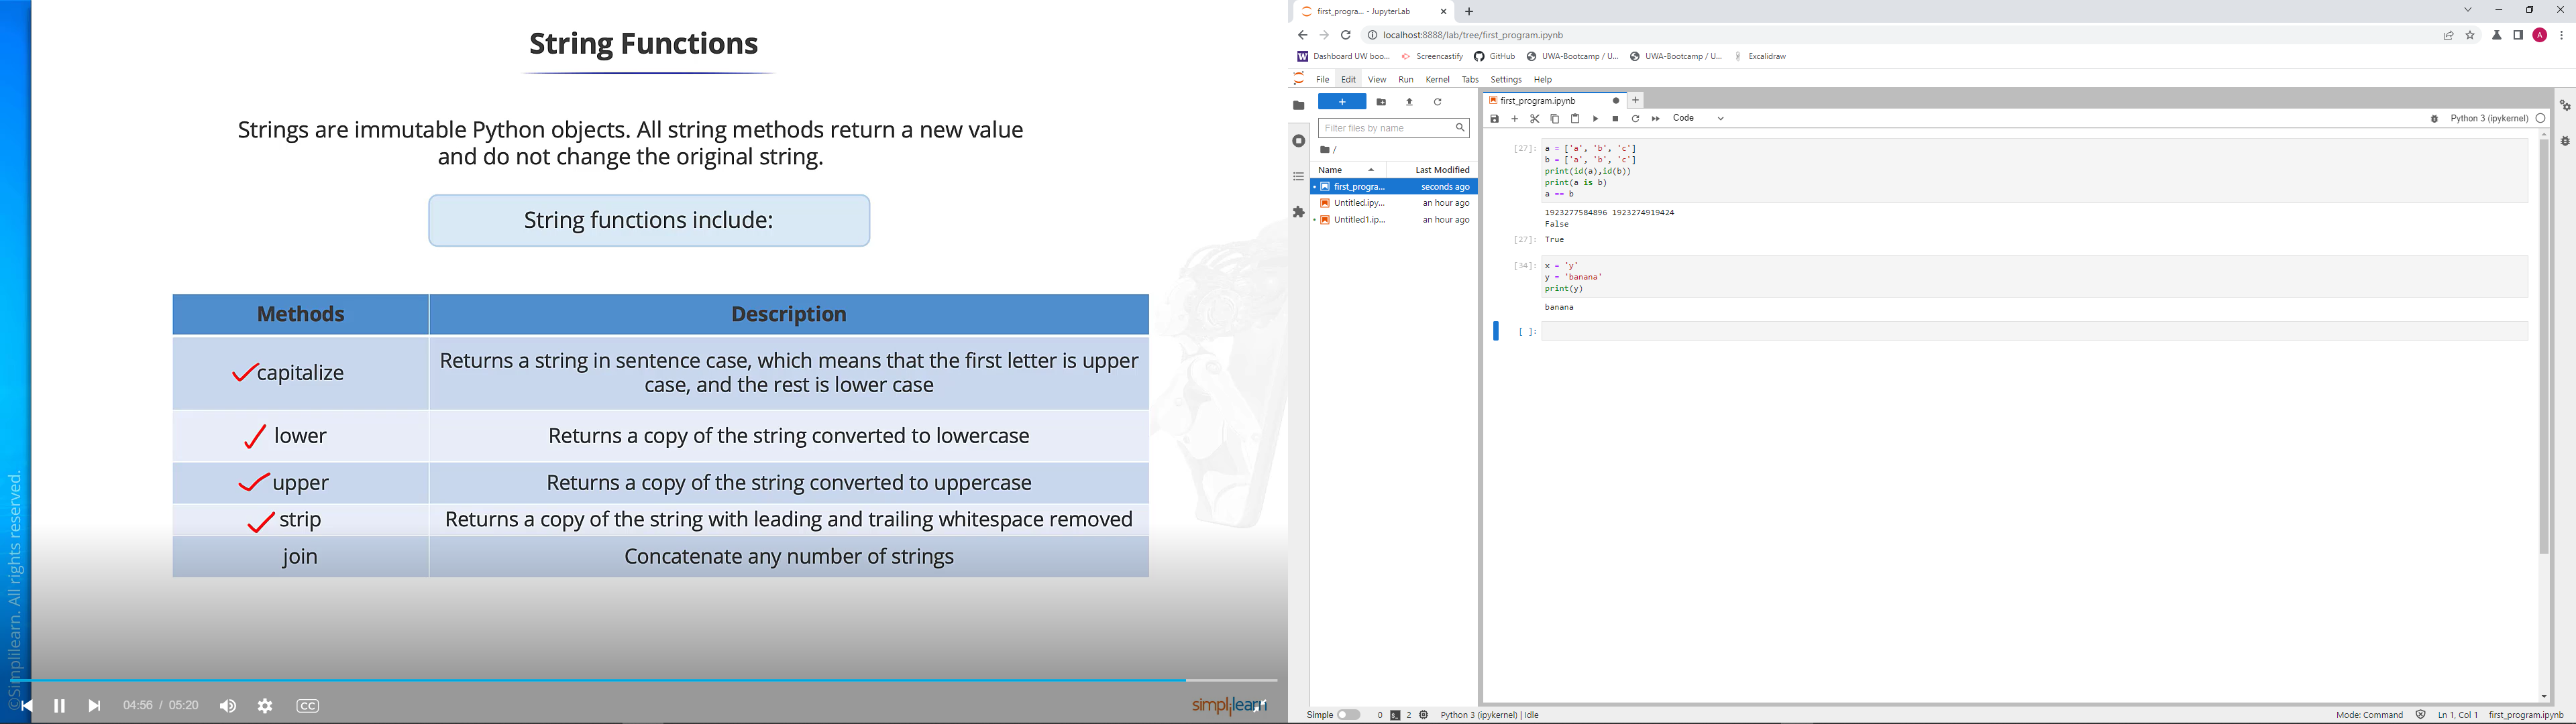 String Functions
Strings are immutable Python objects. All string methods return a new value
and do not change the original string.
String functions include:
Methods Description
capitalize Returns a string in sentence case, which means that the first letter is upper
case, and the rest is lower case
lower Returns a copy of the string converted to lowercase
upper Returns a copy of the string converted to uppercase
strip Returns a copy of the string with leading and trailing whitespace removed
join Concatenate any number of strings
©Simplilearn. All rights reserved.
04:56 / 05:20
CC
simplilearn
first_progra... - JupyterLab
localhost:8888/lab/tree/first_program.ipynb
A
W Dashboard UW boo... Screencastify GitHub UWA-Bootcamp / U... UWA-Bootcamp / U... Excalidraw
File Edit View Run Kernel Tabs Settings Help
Filter files by name
/
Name Last Modified
first_progra... seconds ago
Untitled.ipy... an hour ago
Untitled1.ip... an hour ago
first_program.ipynb
Code
Python 3 (ipykernel)
[27]: a = ['a', 'b', 'c']
b = ['a', 'b', 'c']
print(id(a),id(b))
print(a is b)
a == b
1923277584896 1923274919424
False
[27]: True
[34]: x = 'y'
y = 'banana'
print(y)
banana
[ ]:
Simple 0 2 Python 3 (ipykernel) | Idle
Mode: Command Ln 1, Col 1 first_program.ipynb